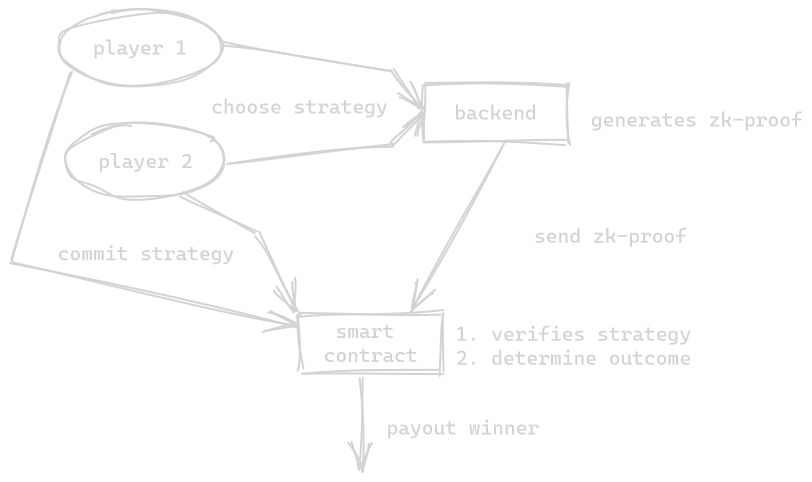 player 1
choose strategy
backend
generates zk-proof
player 2
commit strategy
send zk-proof
smart
contract
1. verifies strategy
2. determine outcome
payout winner